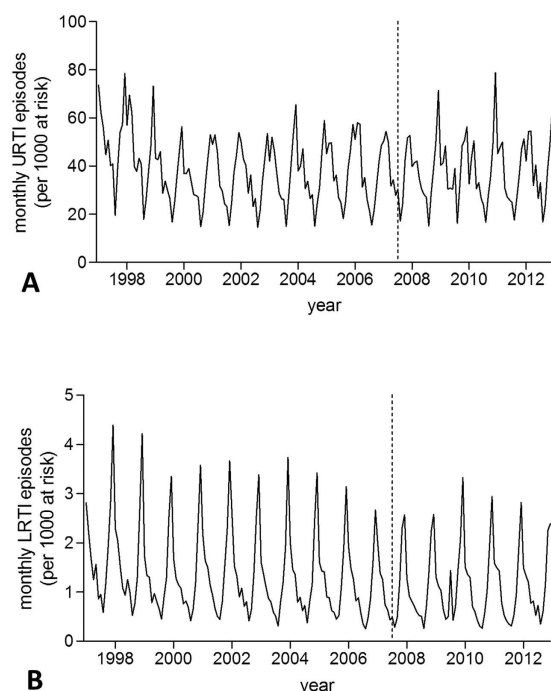 monthly URTI episodes
(per 1000 at risk)
100
80
60
40
20
0
1998 2000 2002 2004 2006 2008 2010 2012
year
A
monthly LRTI episodes
(per 1000 at risk)
5
4
3
2
1
0
1998 2000 2002 2004 2006 2008 2010 2012
year
B